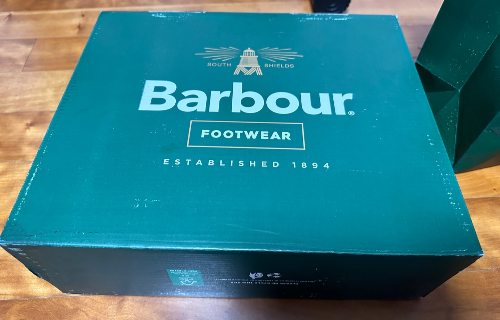 SOUTH SHIELDS
Barbour®
FOOTWEAR
ESTABLISHED 1894